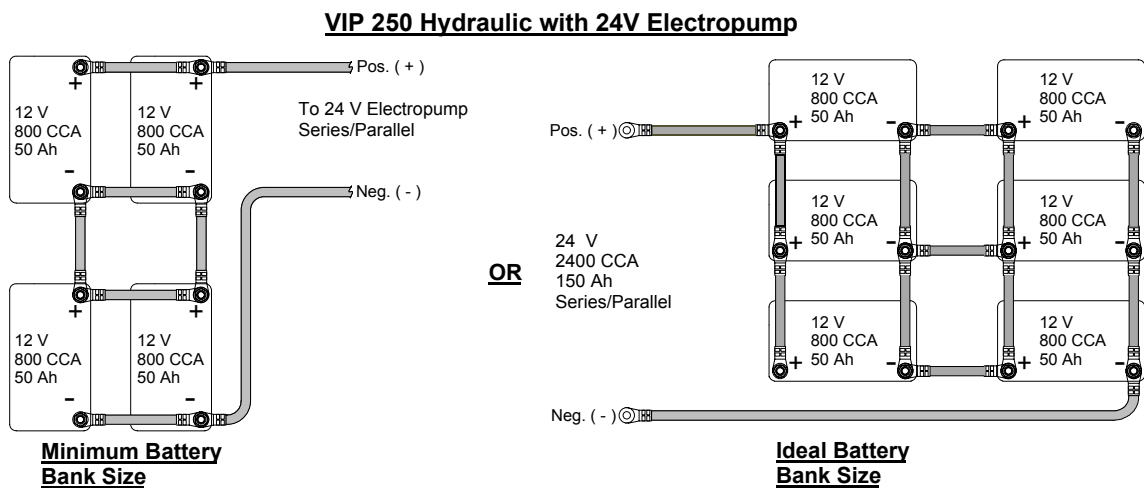 VIP 250 Hydraulic with 24V Electropump
+
12 V
800 CCA
50 Ah
-
+
12 V
800 CCA
50 Ah
-
Pos. ( + )
To 24 V Electropump
Series/Parallel
Neg. ( - )
+
12 V
800 CCA
50 Ah
-
+
12 V
800 CCA
50 Ah
-
Minimum Battery
Bank Size
OR
Pos. ( + )
24 V
2400 CCA
150 Ah
Series/Parallel
Neg. ( - )
12 V
800 CCA
50 Ah
+ -
12 V
800 CCA
50 Ah
+ -
12 V
800 CCA
50 Ah
+ -
12 V
800 CCA
50 Ah
+ -
12 V
800 CCA
50 Ah
+ -
12 V
800 CCA
50 Ah
+ -
Ideal Battery
Bank Size